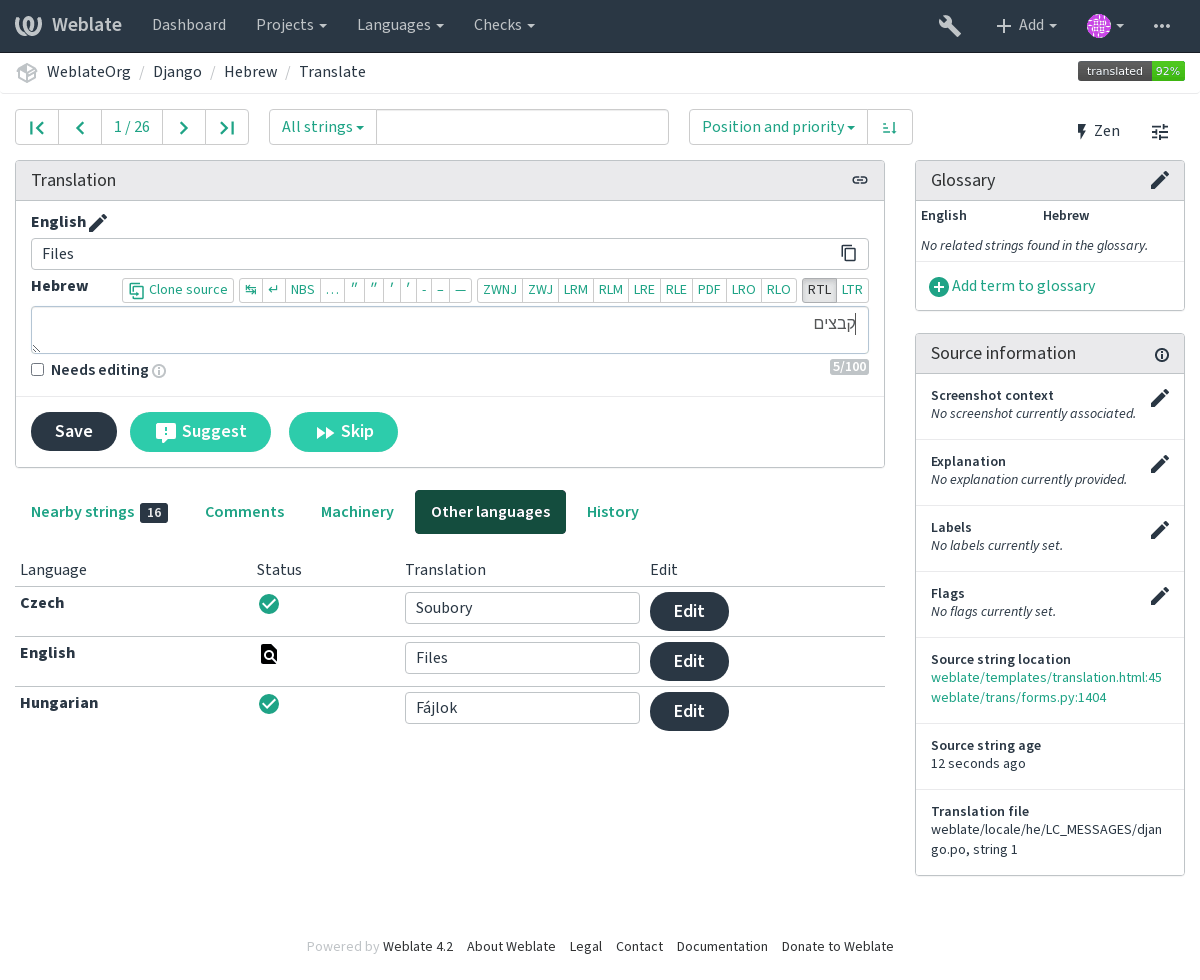 Weblate Dashboard Projects Languages Checks Add
WeblateOrg / Django / Hebrew / Translate translated 92%
1 / 26 All strings Position and priority Zen
Translation
English
Files
Hebrew Clone source ↹ ↵ NBS … ” ” ’ ’ - – — ZWNJ ZWJ LRM RLM LRE RLE PDF LRO RLO RTL LTR
קבצים
Needs editing 5/100
Save Suggest Skip
Nearby strings 16 Comments Machinery Other languages History
Language Status Translation Edit
Czech Soubory Edit
English Files Edit
Hungarian Fájlok Edit
Glossary
English Hebrew
No related strings found in the glossary.
Add term to glossary
Source information
Screenshot context
No screenshot currently associated.
Explanation
No explanation currently provided.
Labels
No labels currently set.
Flags
No flags currently set.
Source string location
weblate/templates/translation.html:45
weblate/trans/forms.py:1404
Source string age
12 seconds ago
Translation file
weblate/locale/he/LC_MESSAGES/djan
go.po, string 1
Powered by Weblate 4.2 About Weblate Legal Contact Documentation Donate to Weblate